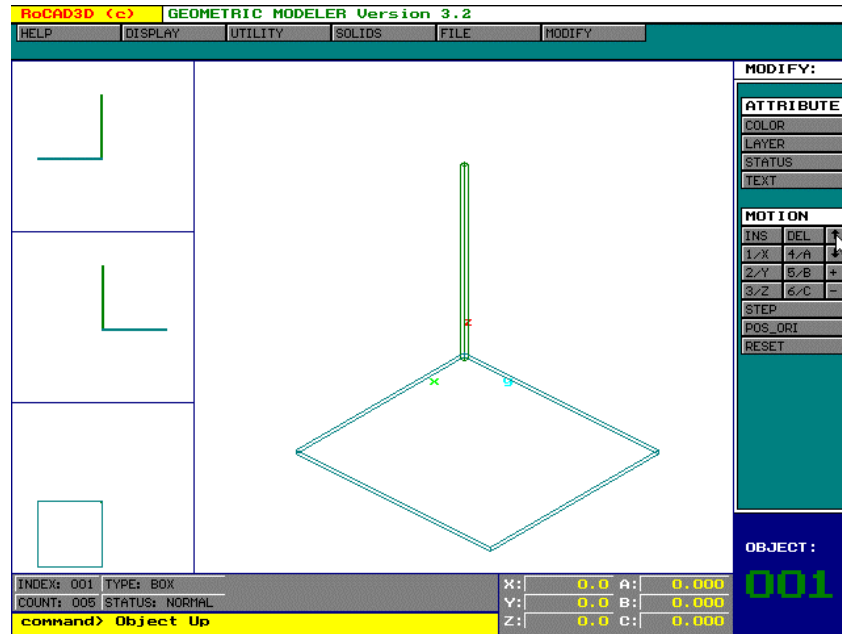 RoCAD3D (c) GEOMETRIC MODELER Version 3.2
HELP DISPLAY UTILITY SOLIDS FILE MODIFY
MODIFY:
ATTRIBUTE
COLOR
LAYER
STATUS
TEXT
MOTION
INS DEL ↑
1/X 4/A ↓
2/Y 5/B +
3/Z 6/C -
STEP
POS_ORI
RESET
z
x y
OBJECT:
001
INDEX: 001 TYPE: BOX X: 0.0 A: 0.000
COUNT: 005 STATUS: NORMAL Y: 0.0 B: 0.000
command> Object Up Z: 0.0 C: 0.000